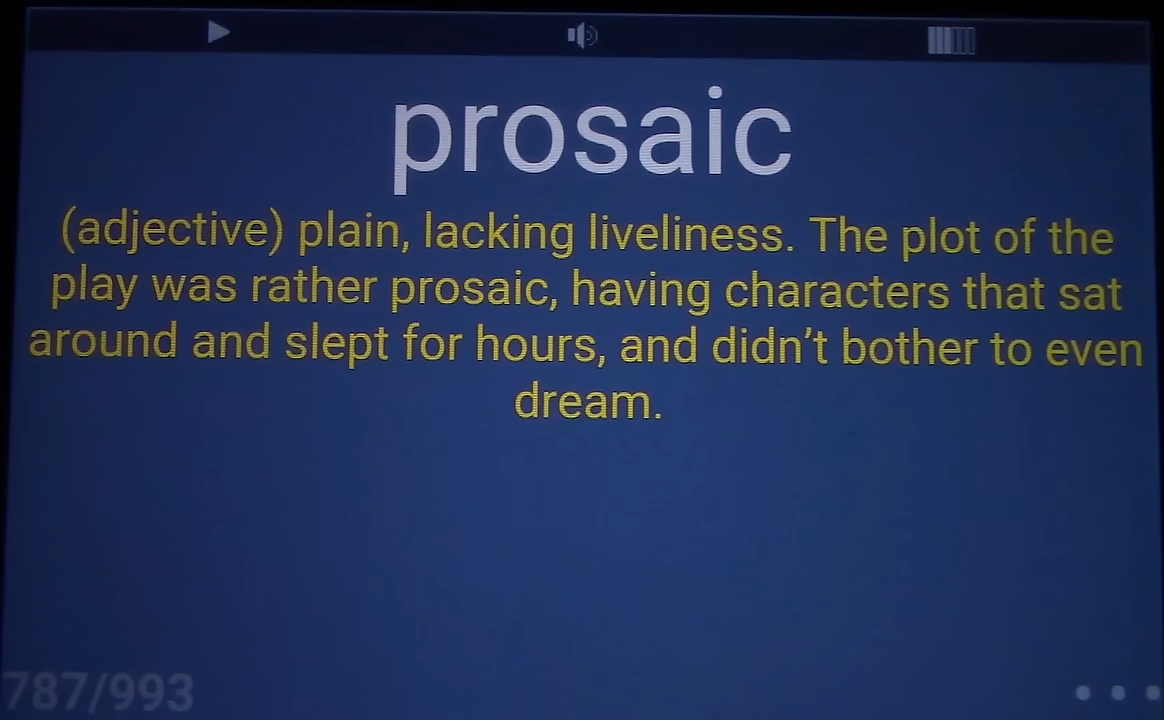 prosaic
(adjective) plain, lacking liveliness. The plot of the
play was rather prosaic, having characters that sat
around and slept for hours, and didn’t bother to even
dream.
787/993